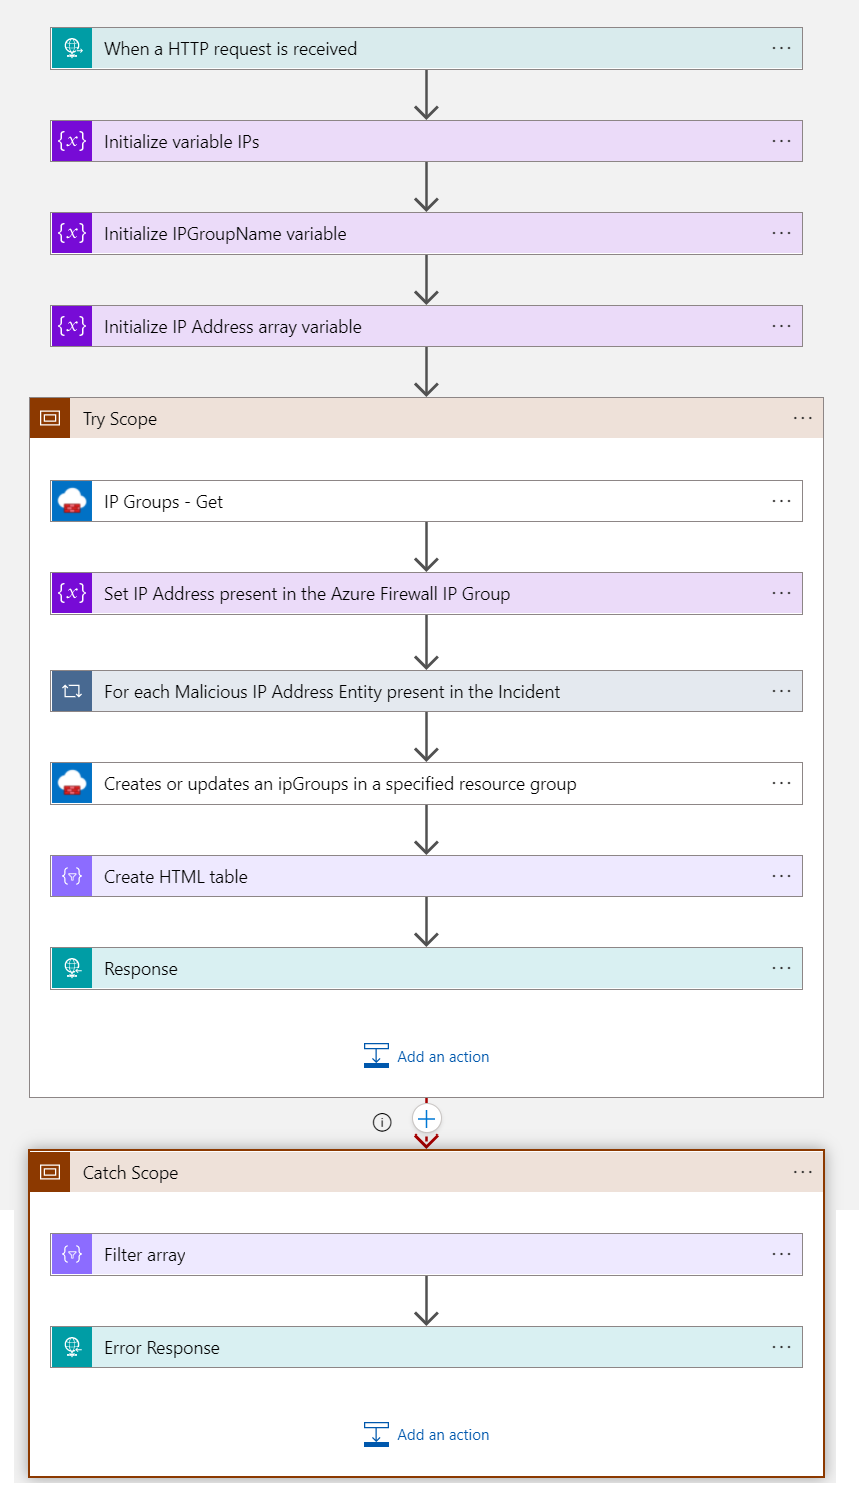 When a HTTP request is received
{x} Initialize variable IPs
{x} Initialize IPGroupName variable
{x} Initialize IP Address array variable
Try Scope
IP Groups - Get
{x} Set IP Address present in the Azure Firewall IP Group
For each Malicious IP Address Entity present in the Incident
Creates or updates an ipGroups in a specified resource group
Create HTML table
Response
Add an action
Catch Scope
Filter array
Error Response
Add an action